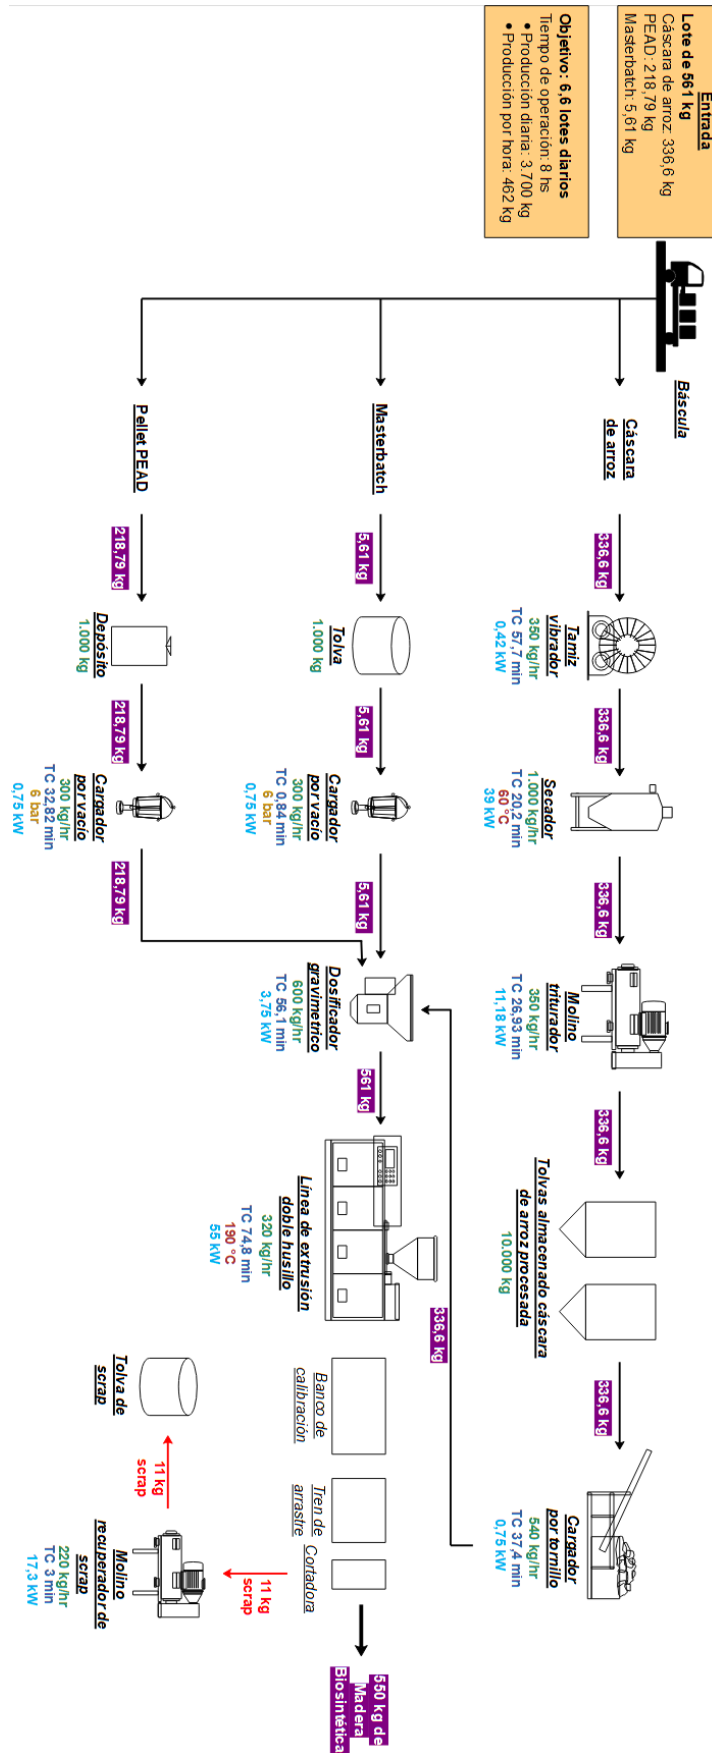 Entrada
Lote de 561 kg
Cáscara de arroz: 336,6 kg
PEAD: 218,79 kg
Masterbatch: 5,61 kg
Objetivo: 6,6 lotes diarios
Tiempo de operación: 8 hs
• Producción diaria: 3.700 kg
• Producción por hora: 462 kg
Báscula
Cáscara
de arroz
336,6 kg
Tamiz
vibrador
350 kg/hr
TC 57,7 min
0,42 kW
336,6 kg
Secador
1.000 kg/hr
TC 20,2 min
60 °C
39 kW
336,6 kg
Molino
triturador
350 kg/hr
TC 26,93 min
11,18 kW
336,6 kg
Tolvas almacenado cáscara
de arroz procesada
10.000 kg
336,6 kg
Cargador
por tornillo
540 kg/hr
TC 37,4 min
0,75 kW
336,6 kg
Masterbatch
5,61 kg
Tolva
1.000 kg
5,61 kg
Cargador
por vacío
300 kg/hr
TC 0,84 min
6 bar
0,75 kW
5,61 kg
Dosificador
gravimetrico
600 kg/hr
TC 56,1 min
3,75 kW
561 kg
Línea de extrusión
doble husillo
320 kg/hr
TC 74,8 min
190 °C
55 kW
Banco de
calibración
Tren de
arrastre
Cortadora
550 kg de
Madera
Biosintética
Pellet PEAD
218,79 kg
Depósito
1.000 kg
218,79 kg
Cargador
por vacío
300 kg/hr
TC 32,82 min
6 bar
0,75 kW
218,79 kg
11 kg
scrap
Molino
recuperador de
scrap
220 kg/hr
TC 3 min
17,3 kW
11 kg
scrap
Tolva de
scrap